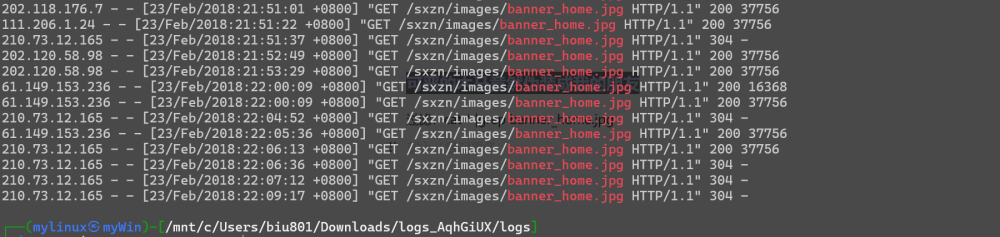 202.118.176.7 - - [23/Feb/2018:21:51:01 +0800] "GET /sxzn/images/banner_home.jpg HTTP/1.1" 200 37756
111.206.1.24 - - [23/Feb/2018:21:51:22 +0800] "GET /sxzn/images/banner_home.jpg HTTP/1.1" 200 37756
210.73.12.165 - - [23/Feb/2018:21:51:37 +0800] "GET /sxzn/images/banner_home.jpg HTTP/1.1" 304 -
202.120.58.98 - - [23/Feb/2018:21:52:49 +0800] "GET /sxzn/images/banner_home.jpg HTTP/1.1" 200 37756
202.120.58.98 - - [23/Feb/2018:21:53:29 +0800] "GET /sxzn/images/banner_home.jpg HTTP/1.1" 200 37756
61.149.153.236 - - [23/Feb/2018:22:00:09 +0800] "GET /sxzn/images/banner_home.jpg HTTP/1.1" 200 16368
61.149.153.236 - - [23/Feb/2018:22:00:09 +0800] "GET /sxzn/images/banner_home.jpg HTTP/1.1" 200 37756
210.73.12.165 - - [23/Feb/2018:22:04:52 +0800] "GET /sxzn/images/banner_home.jpg HTTP/1.1" 304 -
61.149.153.236 - - [23/Feb/2018:22:05:36 +0800] "GET /sxzn/images/banner_home.jpg HTTP/1.1" 200 37756
210.73.12.165 - - [23/Feb/2018:22:06:13 +0800] "GET /sxzn/images/banner_home.jpg HTTP/1.1" 200 37756
210.73.12.165 - - [23/Feb/2018:22:06:36 +0800] "GET /sxzn/images/banner_home.jpg HTTP/1.1" 304 -
210.73.12.165 - - [23/Feb/2018:22:07:12 +0800] "GET /sxzn/images/banner_home.jpg HTTP/1.1" 304 -
210.73.12.165 - - [23/Feb/2018:22:09:17 +0800] "GET /sxzn/images/banner_home.jpg HTTP/1.1" 304 -
(mylinux㉿myWin)-[/mnt/c/Users/biu801/Downloads/logs_AqhGiUX/logs]